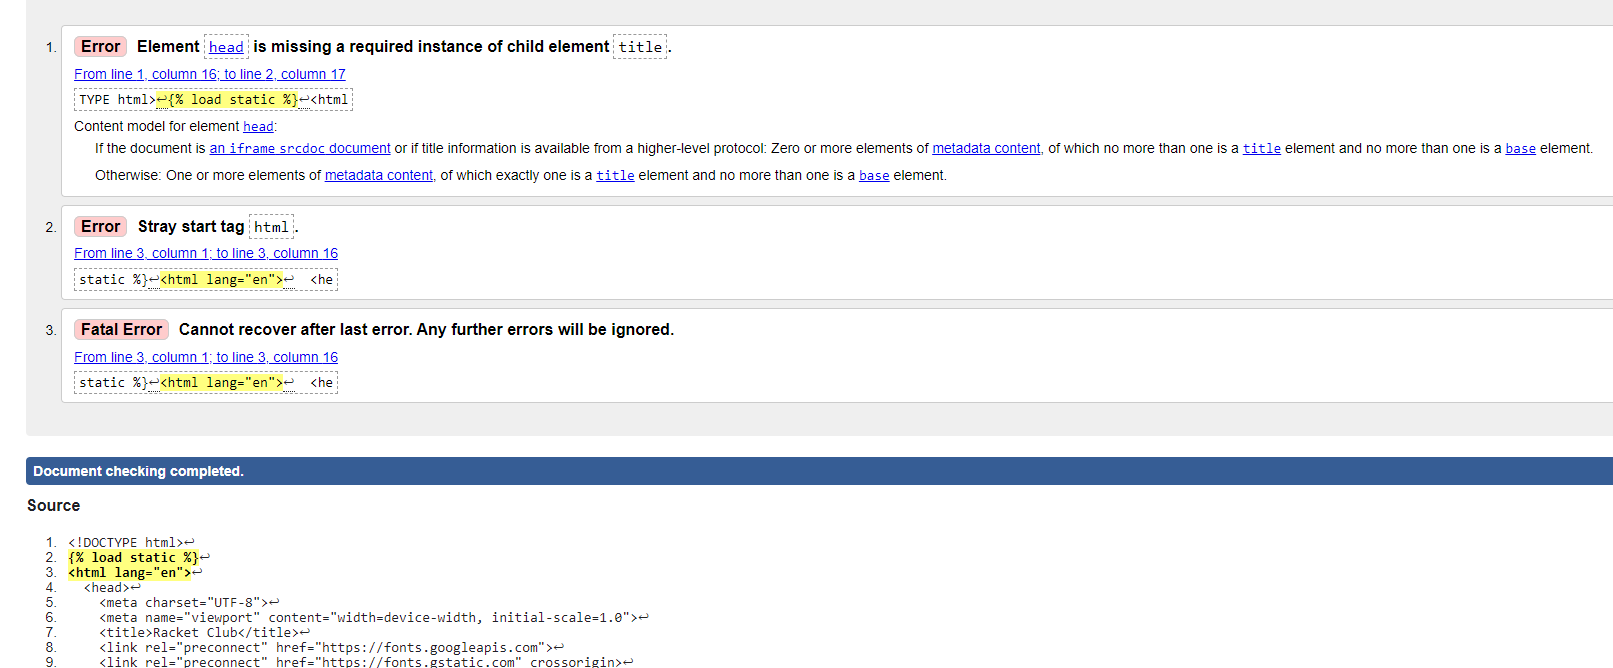 1. Error Element head is missing a required instance of child element title.
From line 1, column 16; to line 2, column 17
TYPE html>↩{% load static %}↩<html
Content model for element head:
If the document is an iframe srcdoc document or if title information is available from a higher-level protocol: Zero or more elements of metadata content, of which no more than one is a title element and no more than one is a base element.
Otherwise: One or more elements of metadata content, of which exactly one is a title element and no more than one is a base element.
2. Error Stray start tag html.
From line 3, column 1; to line 3, column 16
static %}↩<html lang="en">↩ <he
3. Fatal Error Cannot recover after last error. Any further errors will be ignored.
From line 3, column 1; to line 3, column 16
static %}↩<html lang="en">↩ <he
Document checking completed.
Source
1. <!DOCTYPE html>↩
2. {% load static %}↩
3. <html lang="en">↩
4. <head>↩
5. <meta charset="UTF-8">↩
6. <meta name="viewport" content="width=device-width, initial-scale=1.0">↩
7. <title>Racket Club</title>↩
8. <link rel="preconnect" href="https://fonts.googleapis.com">↩
9. <link rel="preconnect" href="https://fonts.gstatic.com" crossorigin>↩